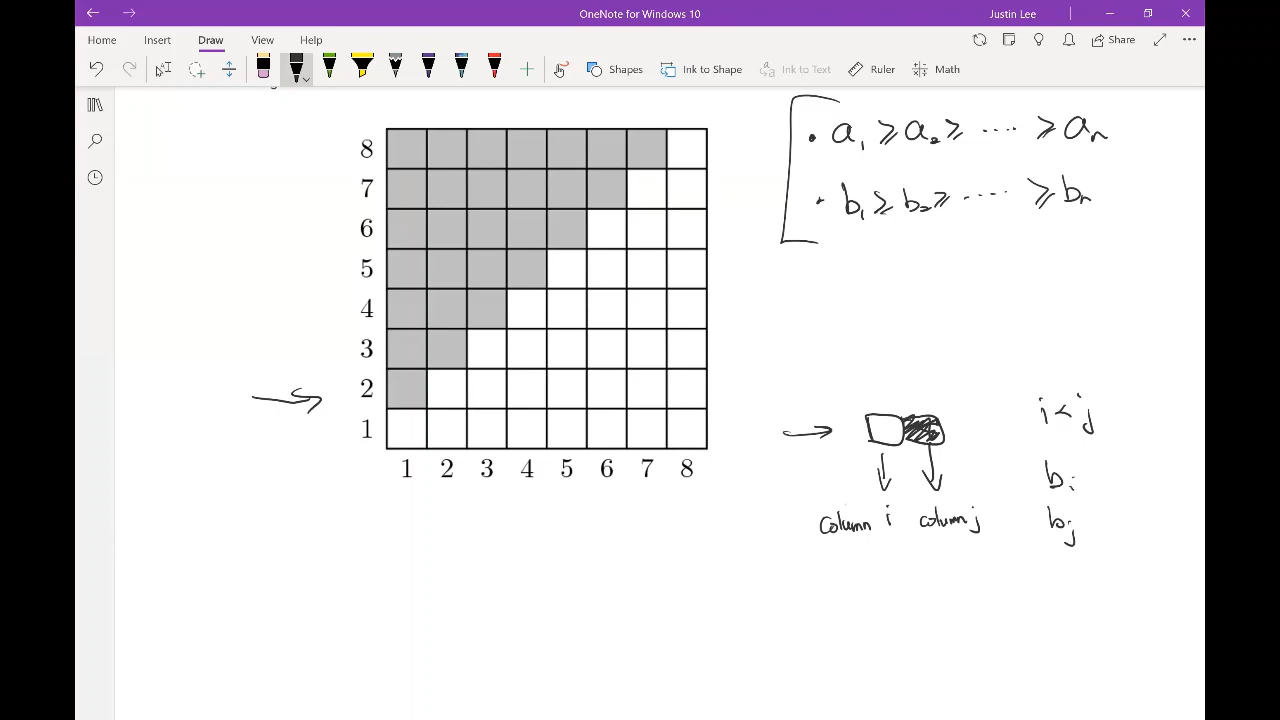 OneNote for Windows 10
Justin Lee
Home Insert Draw View Help
Share
Shapes Ink to Shape Ink to Text Ruler Math
8
7
6
5
4
3
2
1
1 2 3 4 5 6 7 8
• a₁ ⩾ a₂ ⩾ ···· ⩾ aₙ
• b₁ ⩾ b₂ ⩾ ···· ⩾ bₙ
i < j
bᵢ
column i column j
bⱼ